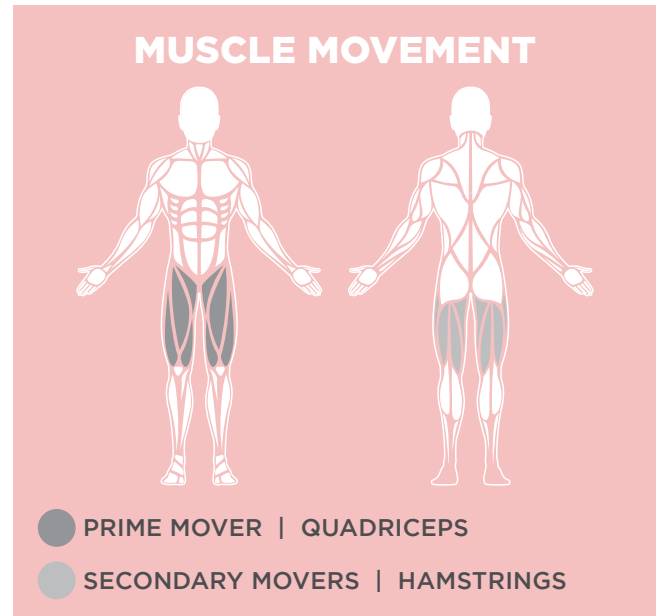 MUSCLE MOVEMENT
PRIME MOVER | QUADRICEPS
SECONDARY MOVERS | HAMSTRINGS